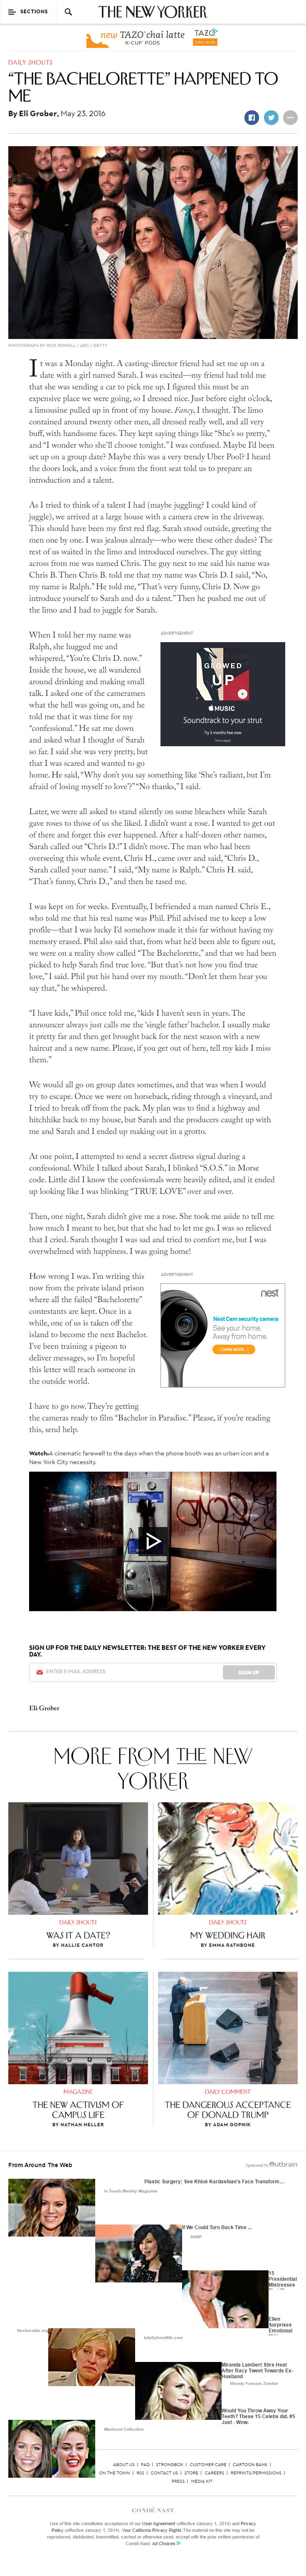 SECTIONS
THE NEW YORKER
new TAZO chai latte
K-CUP PODS
TAZO
DAILY SHOUTS
“THE BACHELORETTE” HAPPENED TO
ME
By Eli Grober, May 23, 2016
PHOTOGRAPH BY RICK ROWELL / ABC / GETTY
It was a Monday night. A casting-director friend had set me up on a
date with a girl named Sarah. I was excited—my friend had told me
that she was sending a car to pick me up. I figured this meant an
expensive place where we were going, so I dressed nice. Just before eight o’clock,
a limousine pulled up in front of my house. Fancy, I thought. The limo
contained about twenty other men, all dressed really well, and all very
buff, with handsome faces. They kept saying things like “She’s so pretty,”
and “I wonder who she’ll choose tonight.” I was confused. Maybe I’d been
set up on a group date? Maybe this was a very trendy Uber Pool? I heard
the doors lock, and a voice from the front seat told us to prepare an
introduction and a talent.
As I tried to think of a talent I had (maybe juggling? I could kind of
juggle), we arrived at a large house with cameramen everywhere.
This should have been my first red flag. Sarah was outside, greeting the
men one by one. I was jealous already—who were these other dudes? The
rest of us waited in the limo and introduced ourselves. The guy sitting
across from me was named Chris. The guy next to me said his name was
Chris B. Then Chris B. told me that my name was Chris D. I said, “No,
my name is Ralph.” He told me, “That’s very funny, Chris D. Now go
introduce yourself to Sarah and do a talent.” Then he pushed me out of
the limo and I had to juggle for Sarah.
ADVERTISEMENT
When I told her my name was
Ralph, she hugged me and
whispered, “You’re Chris D. now.”
Inside the house, we all wandered
around drinking and making small
talk. I asked one of the cameramen
what the hell was going on, and he
told me it was time for my
“confessional.” He sat me down
and asked what I thought of Sarah
so far. I said she was very pretty, but
that I was scared and wanted to go
home. He said, “Why don’t you say something like ‘She’s radiant, but I’m
afraid of losing myself to love’?” “No thanks,” I said.
GLOWED
UP
MUSIC
Soundtrack to your strut
Try 3 months free now
Later, we were all asked to stand silently on some bleachers while Sarah
gave roses to those of us she liked. I didn’t want a rose. I wanted to get out
of there and forget this ever happened. After a half-dozen other names,
Sarah called out “Chris D.!” I didn’t move. The man who had been
overseeing this whole event, Chris H., came over and said, “Chris D.,
Sarah called your name.” I said, “My name is Ralph.” Chris H. said,
“That’s funny, Chris D.,” and then he tased me.
I was kept on for weeks. Eventually, I befriended a man named Chris E.,
who told me that his real name was Phil. Phil advised me to keep a low
profile—that I was lucky I’d somehow made it this far without having my
memory erased. Phil also said that, although he’d been afraid to before,
we were on a reality show called “The Bachelorette,” and that we had been
picked to help Sarah find true love. “But that’s not how you find true
love,” I said. Phil put his hand over my mouth. “Don’t let them hear you
say that,” he whispered.
I told Phil that I have two sons, “kids I haven’t seen in years. The
announcer always just calls me the ‘single father’ bachelor. I usually make
it pretty far and then get brought back on for a new season with a new
face and a new name. Please, if you get out of here, tell my kids I miss
them.”
We would all go on group dates sometimes, and that was when I would
try to escape. Once we were on horseback, riding through a vineyard, and
I tried to break off from the pack. My plan was to find a highway and
hitchhike back to my house, but Sarah and her cameramen caught up with
me and Sarah and I ended up making out in a grotto.
At one point, I attempted to send a secret distress signal during a
confessional. While I talked about Sarah, I blinked “S.O.S.” in Morse
code. Little did I know the confessionals were heavily edited, and it ended
up looking like I was blinking “TRUE LOVE” over and over.
Then, one night, Sarah didn’t give me a rose. She took me aside to tell me
how much I meant to her, but that she had to let me go. I was so relieved
that I cried. Sarah thought I was sad and tried to comfort me, but I was
overwhelmed with happiness. I was going home!
ADVERTISEMENT
How wrong I was. I’m writing this
now from the private island prison
where all the failed “Bachelorette”
contestants are kept. Once in a
while, one of us is taken off the
island to be the next Bachelor.
I’ve been training a pigeon to
deliver messages, so I’m hopeful
this letter will reach someone in
the outside world.
nest
Nest Cam security camera
See your home.
Away from home.
LEARN MORE
I have to go now. They’re getting
the cameras ready to film “Bachelor in Paradise.” Please, if you’re reading
this, send help.
Watch: A cinematic farewell to the days when the phone booth was an urban icon and a
New York City necessity.
SIGN UP FOR THE DAILY NEWSLETTER: THE BEST OF THE NEW YORKER EVERY
DAY.
ENTER E-MAIL ADDRESS
SIGN UP
Eli Grober
MORE FROM THE NEW
YORKER
DAILY SHOUTS
WAS IT A DATE?
BY HALLIE CANTOR
DAILY SHOUTS
MY WEDDING HAIR
BY EMMA RATHBONE
MAGAZINE
THE NEW ACTIVISM OF
CAMPUS LIFE
BY NATHAN HELLER
DAILY COMMENT
THE DANGEROUS ACCEPTANCE
OF DONALD TRUMP
BY ADAM GOPNIK
From Around The Web
Sponsored by Outbrain
Plastic Surgery: See Khloé Kardashian's Face Transform…
In Touch Weekly Magazine
If We Could Turn Back Time ...
AARP
15
Presidential
Mistresses
Ellen
Surprises
Emotional
totallyherlife.com
Miranda Lambert Stirs Heat
After Racy Tweet Towards Ex-
Husband
Bloody Famous Zombie
Would You Throw Away Your
Teeth? These 15 Celebs did. #5
Just - Wow.
Weekend Collective
ABOUT US | FAQ | STRONGBOX | CUSTOMER CARE | CARTOON BANK |
ON THE TOWN | RSS | CONTACT US | STORE | CAREERS | REPRINTS/PERMISSIONS |
PRESS | MEDIA KIT
CONDÉ NAST
Use of this site constitutes acceptance of our User Agreement (effective January 1, 2014) and Privacy
Policy (effective January 1, 2014). Your California Privacy Rights The material on this site may not be
reproduced, distributed, transmitted, cached or otherwise used, except with the prior written permission of
Condé Nast. Ad Choices